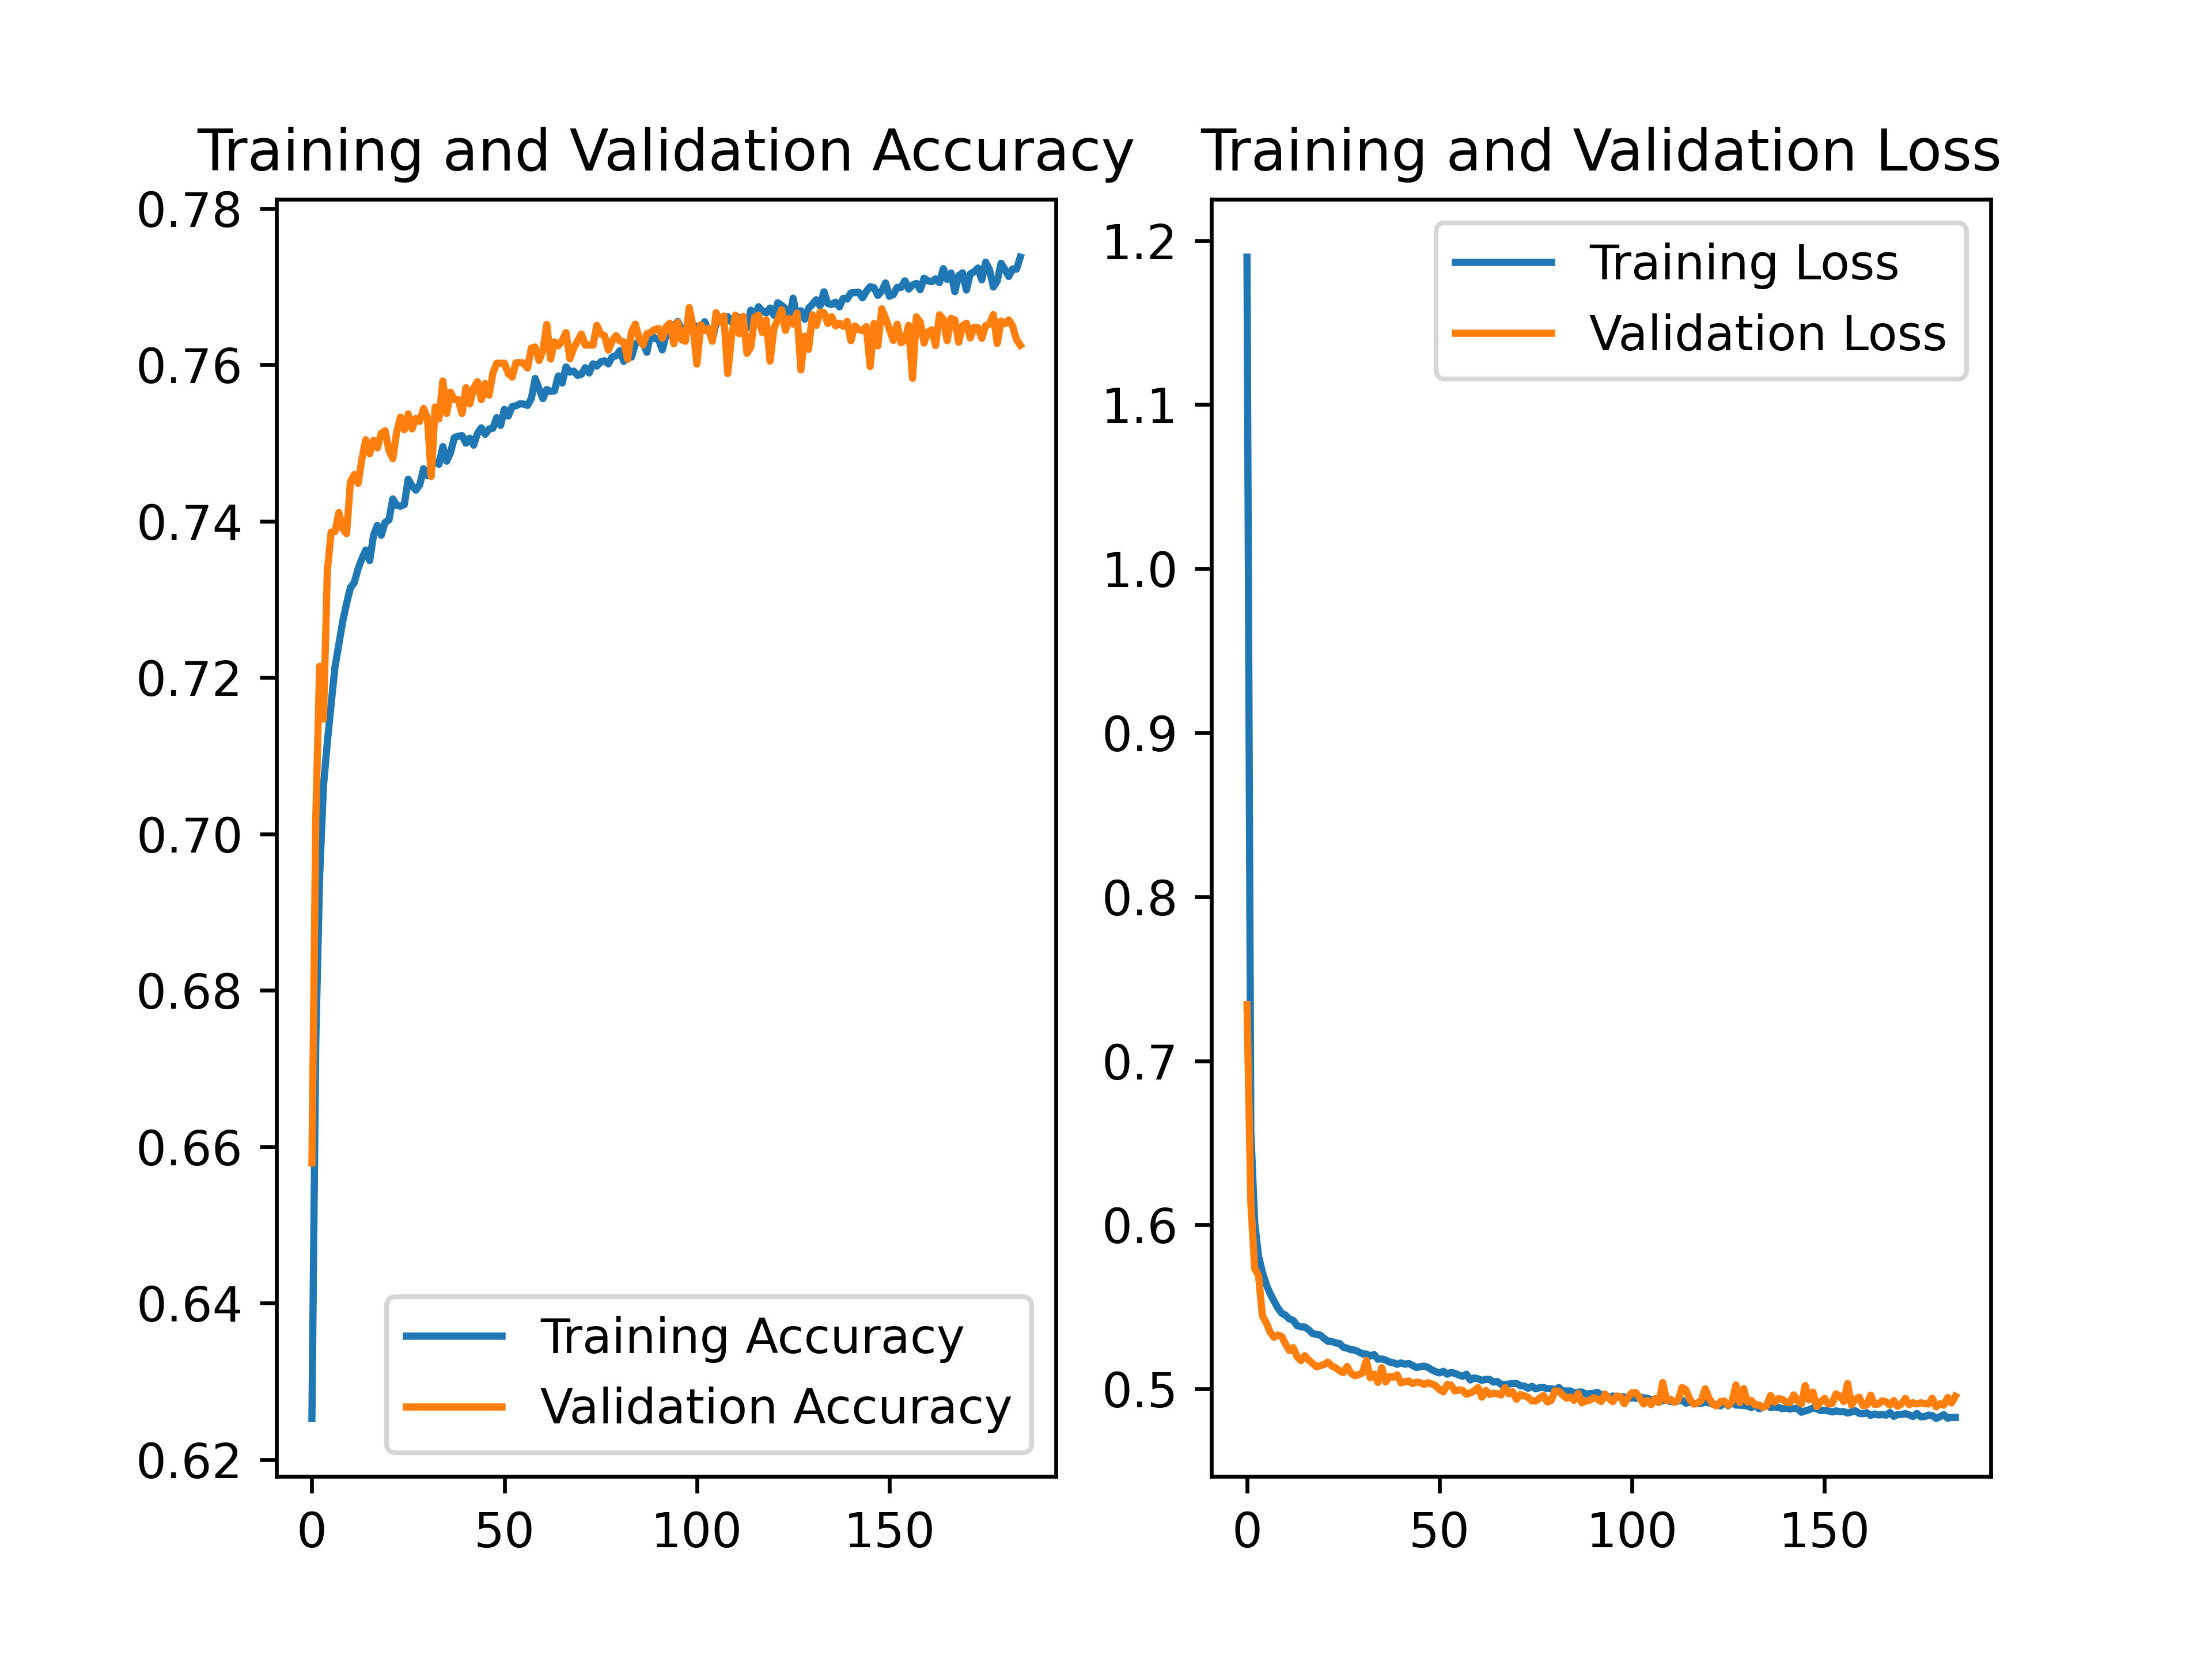 Training and Validation Accuracy
0.78
0.76
0.74
0.72
0.70
0.68
0.66
0.64
0.62
Training Accuracy
Validation Accuracy
0 50 100 150
Training and Validation Loss
1.2
1.1
1.0
0.9
0.8
0.7
0.6
0.5
Training Loss
Validation Loss
0 50 100 150